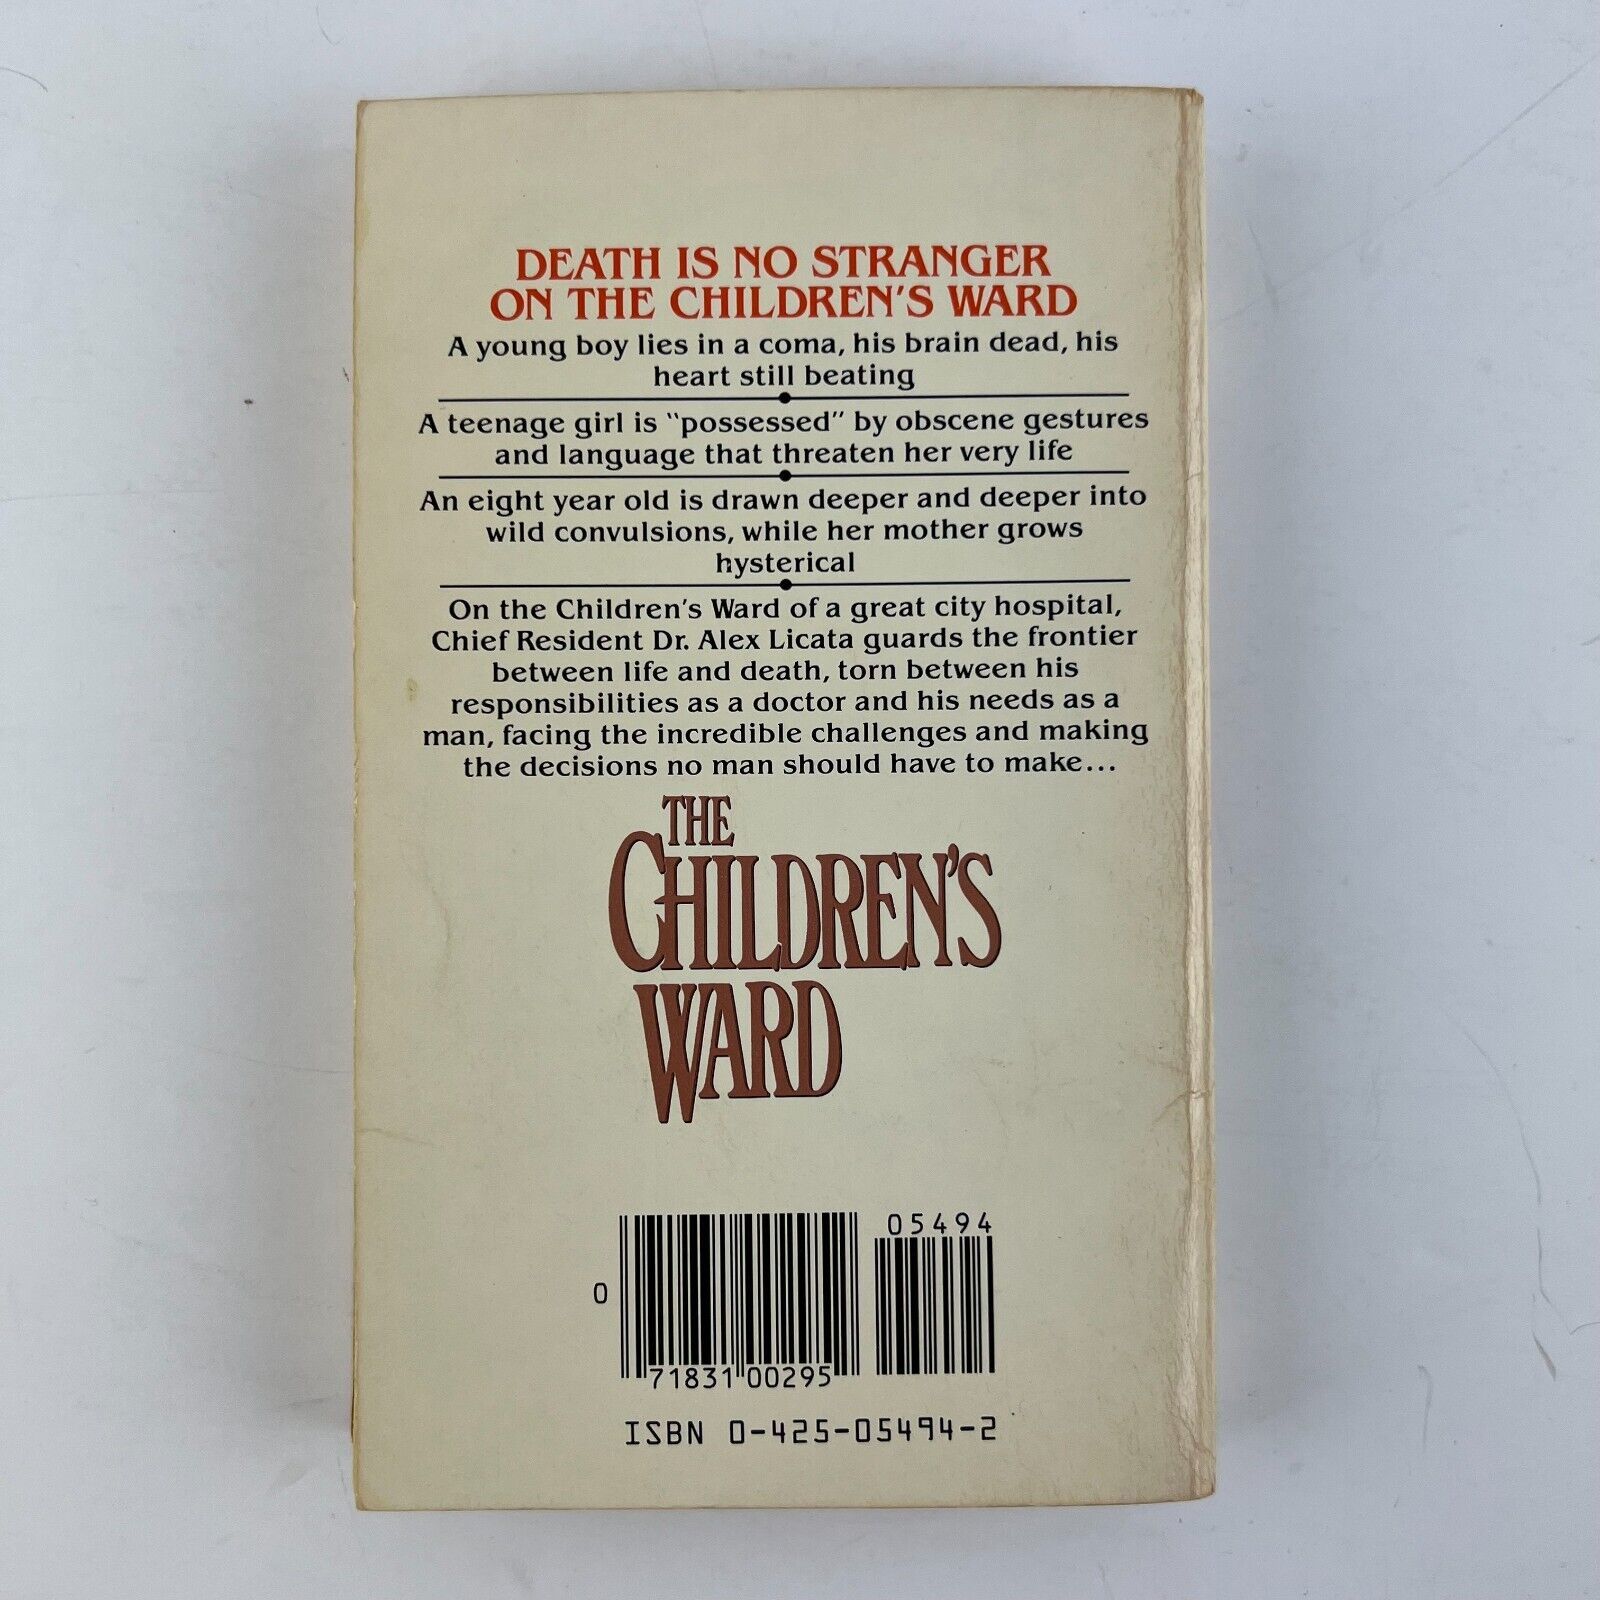 DEATH IS NO STRANGER
ON THE CHILDREN'S WARD
A young boy lies in a coma, his brain dead, his
heart still beating
A teenage girl is "possessed" by obscene gestures
and language that threaten her very life
An eight year old is drawn deeper and deeper into
wild convulsions, while her mother grows
hysterical
On the Children's Ward of a great city hospital,
Chief Resident Dr. Alex Licata guards the frontier
between life and death, torn between his
responsibilities as a doctor and his needs as a
man, facing the incredible challenges and making
the decisions no man should have to make...
THE
CHILDREN'S
WARD
05494
0
71831 00295
ISBN 0-425-05494-2